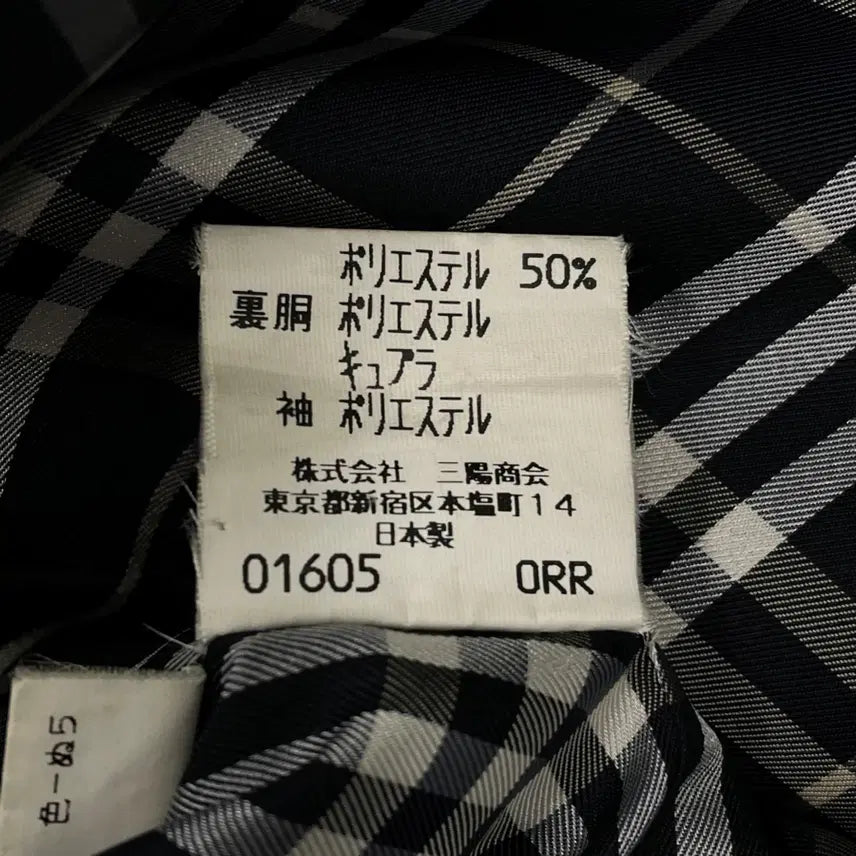 ポリエステル 50%
裏胴 ポリエステル
キュプラ
袖 ポリエステル
株式会社 三陽商会
東京都新宿区本塩町14
日本製
01605 ORR
色-ぬ5